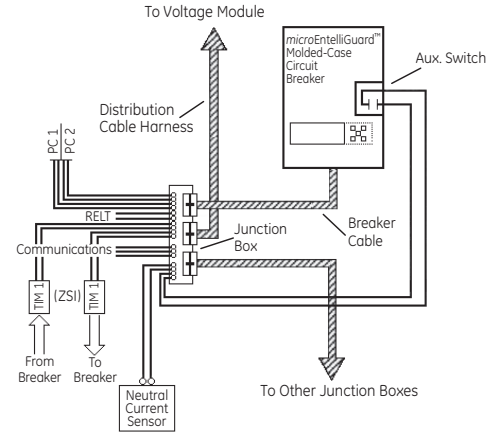 To Voltage Module
microEntelliGuard™
Molded-Case
Circuit
Breaker
Aux. Switch
Distribution
Cable Harness
PC 1
PC 2
RELT
Junction
Box
Breaker
Cable
Communications
TIM 1
(ZSI)
TIM 1
From
Breaker
To
Breaker
To Other Junction Boxes
Neutral
Current
Sensor